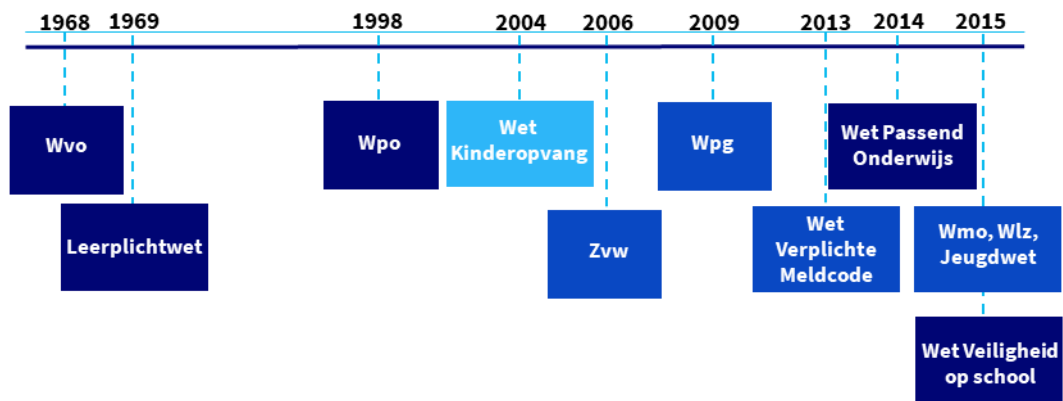 1968 1969 1998 2004 2006 2009 2013 2014 2015
Wvo
Leerplichtwet
Wpo
Wet
Kinderopvang
Zvw
Wpg
Wet
Verplichte
Meldcode
Wet Passend
Onderwijs
Wmo, Wlz,
Jeugdwet
Wet Veiligheid
op school